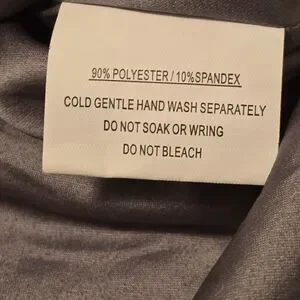 90% POLYESTER / 10%SPANDEX
COLD GENTLE HAND WASH SEPARATELY
DO NOT SOAK OR WRING
DO NOT BLEACH